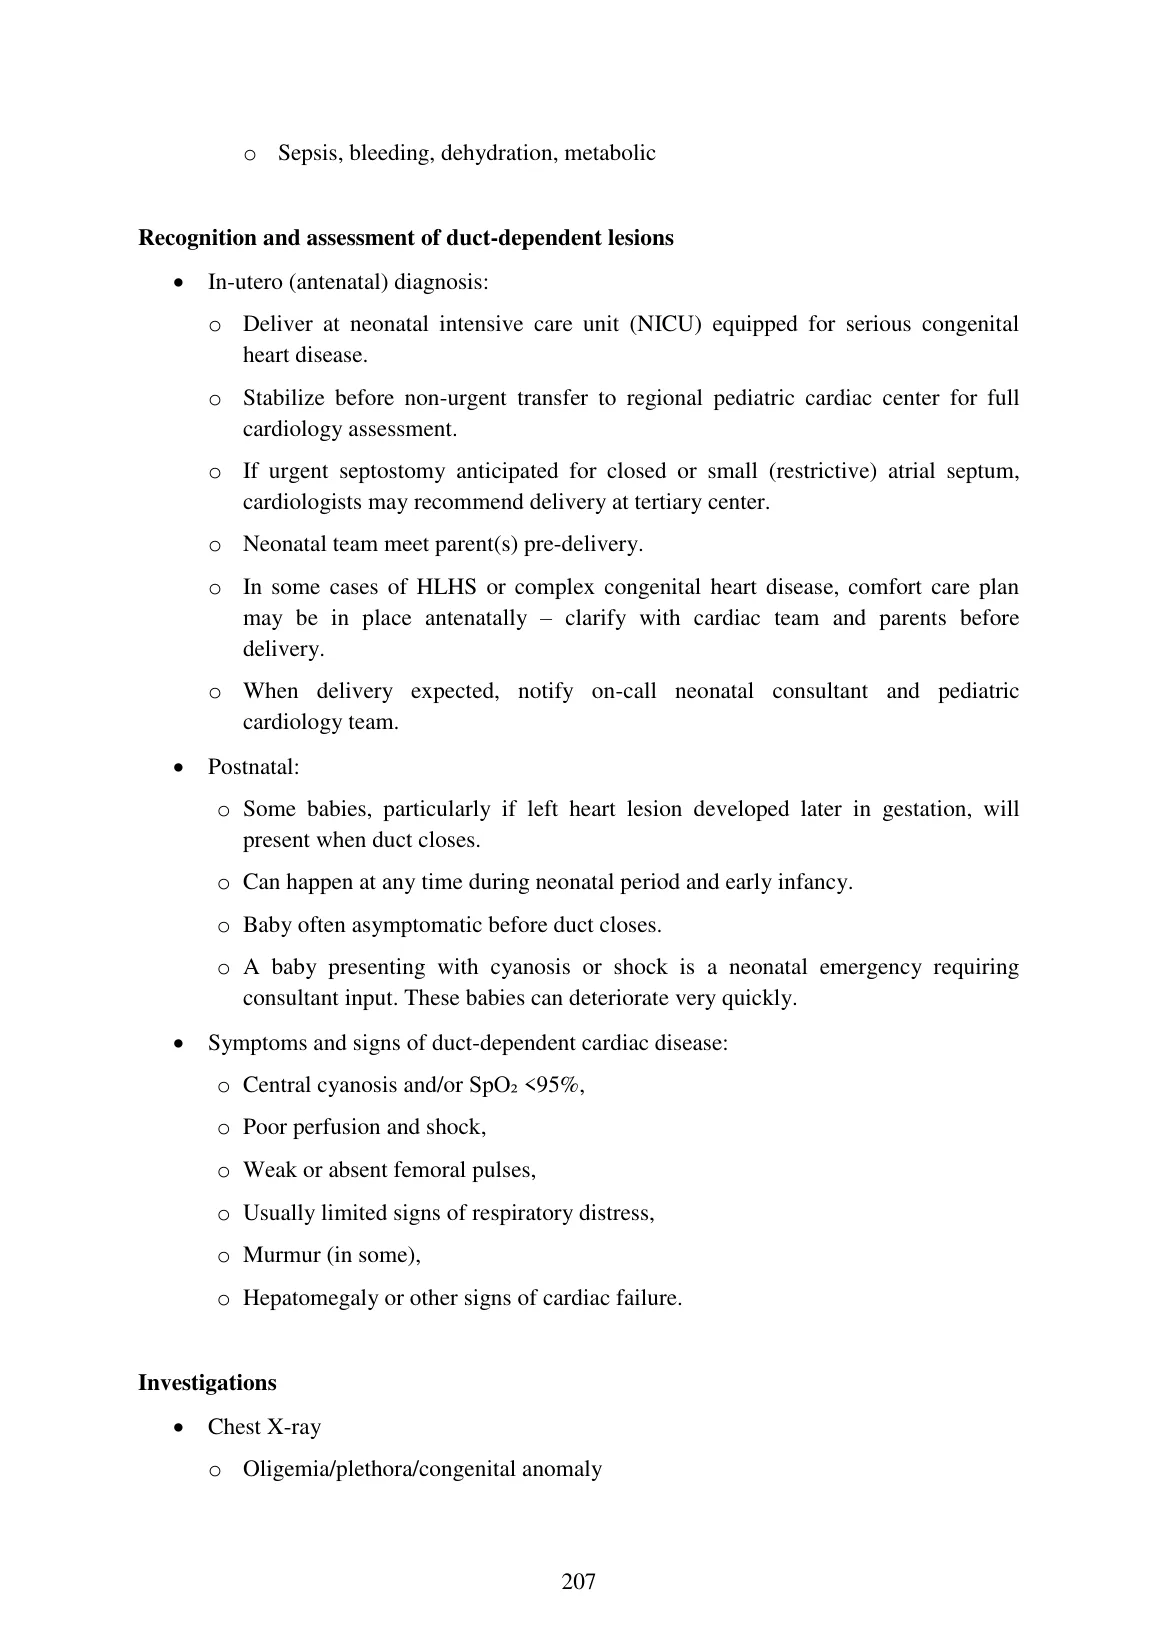 o Sepsis, bleeding, dehydration, metabolic
Recognition and assessment of duct-dependent lesions
• In-utero (antenatal) diagnosis:
o Deliver at neonatal intensive care unit (NICU) equipped for serious congenital
heart disease.
o Stabilize before non-urgent transfer to regional pediatric cardiac center for full
cardiology assessment.
o If urgent septostomy anticipated for closed or small (restrictive) atrial septum,
cardiologists may recommend delivery at tertiary center.
o Neonatal team meet parent(s) pre-delivery.
o In some cases of HLHS or complex congenital heart disease, comfort care plan
may be in place antenatally – clarify with cardiac team and parents before
delivery.
o When delivery expected, notify on-call neonatal consultant and pediatric
cardiology team.
• Postnatal:
o Some babies, particularly if left heart lesion developed later in gestation, will
present when duct closes.
o Can happen at any time during neonatal period and early infancy.
o Baby often asymptomatic before duct closes.
o A baby presenting with cyanosis or shock is a neonatal emergency requiring
consultant input. These babies can deteriorate very quickly.
• Symptoms and signs of duct-dependent cardiac disease:
o Central cyanosis and/or SpO₂ <95%,
o Poor perfusion and shock,
o Weak or absent femoral pulses,
o Usually limited signs of respiratory distress,
o Murmur (in some),
o Hepatomegaly or other signs of cardiac failure.
Investigations
• Chest X-ray
o Oligemia/plethora/congenital anomaly
207